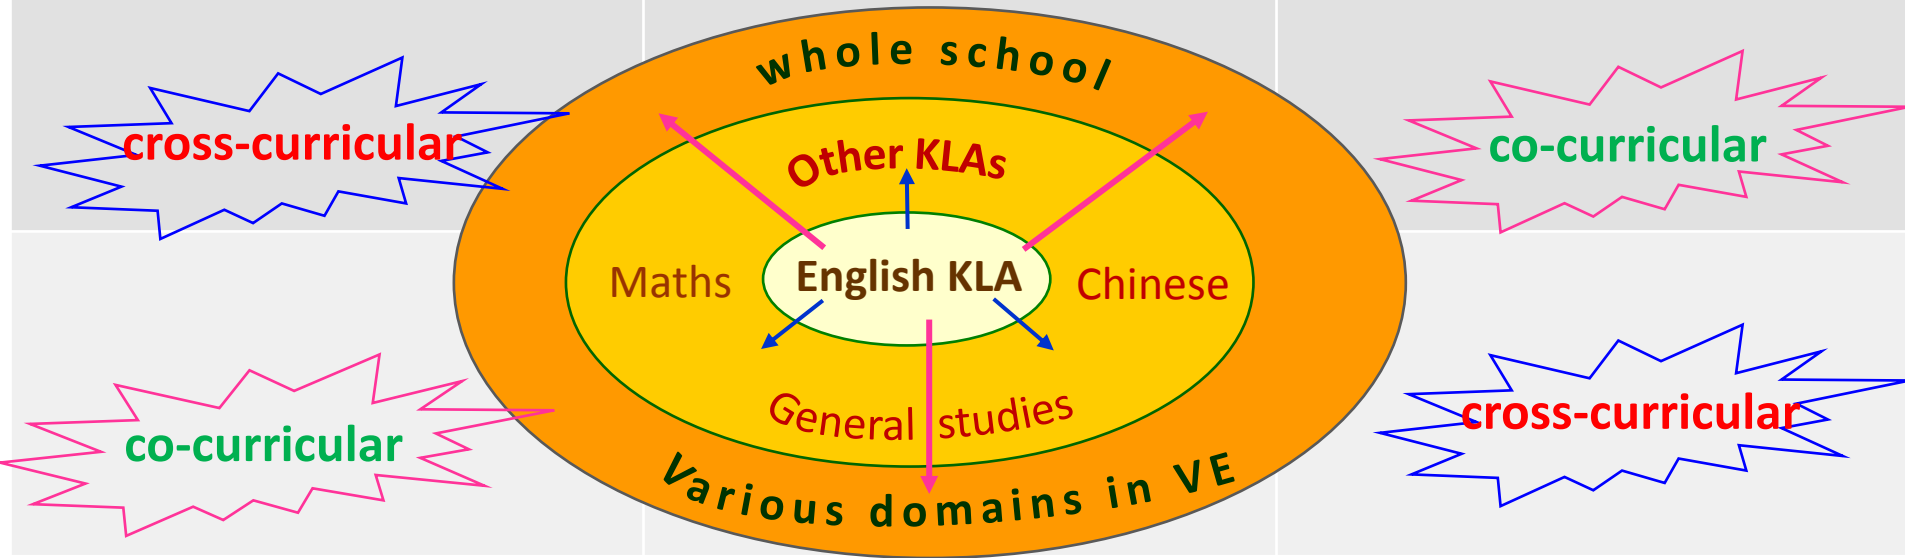 whole school
cross-curricular
Other KLAs
co-curricular
Maths
English KLA
Chinese
General studies
co-curricular
cross-curricular
Various domains in VE